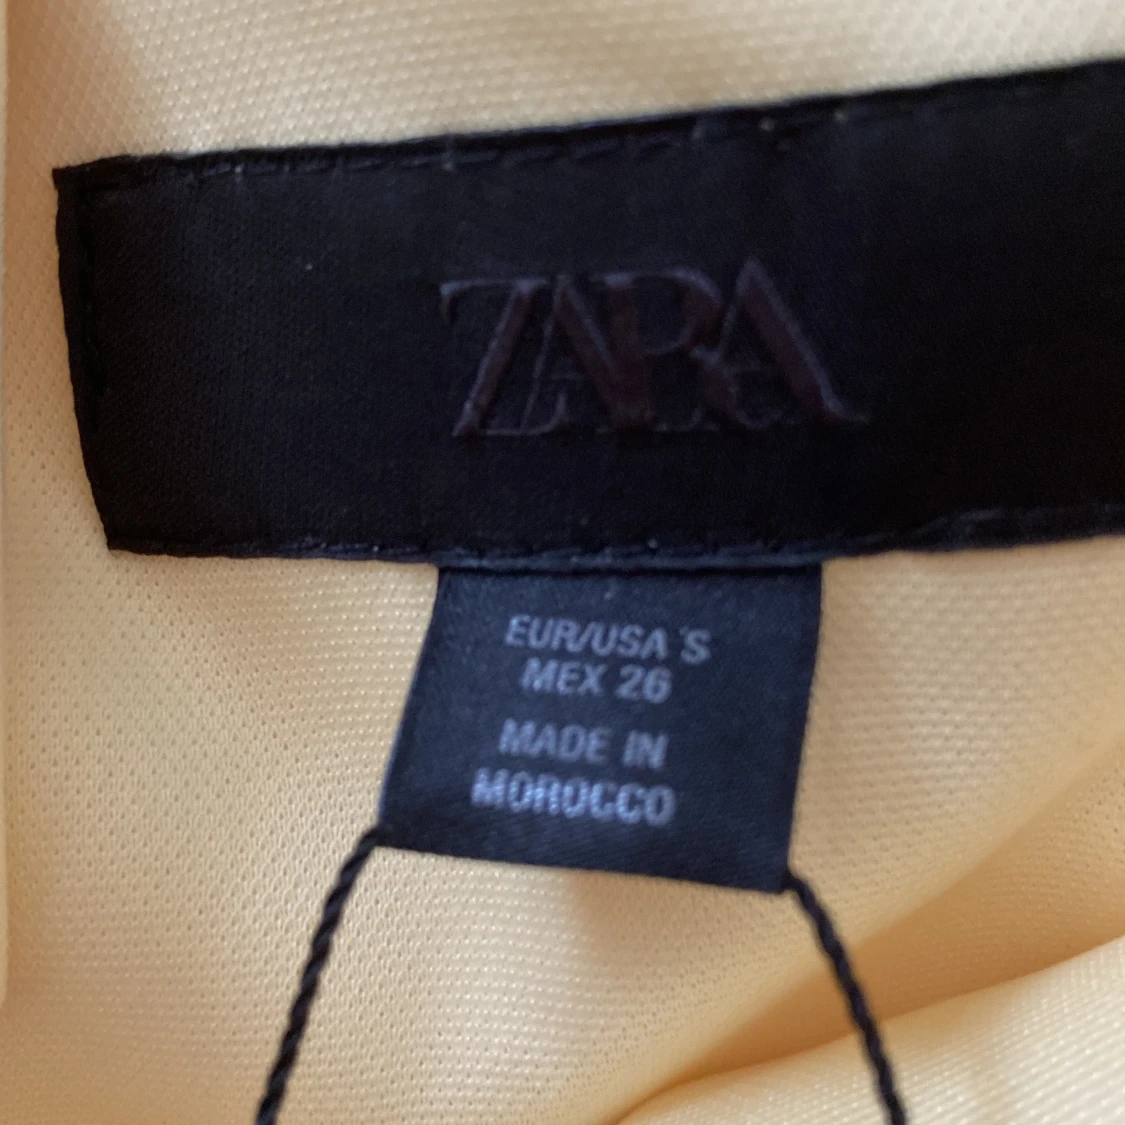 ZARA
EUR/USA S
MEX 26
MADE IN
MOROCCO